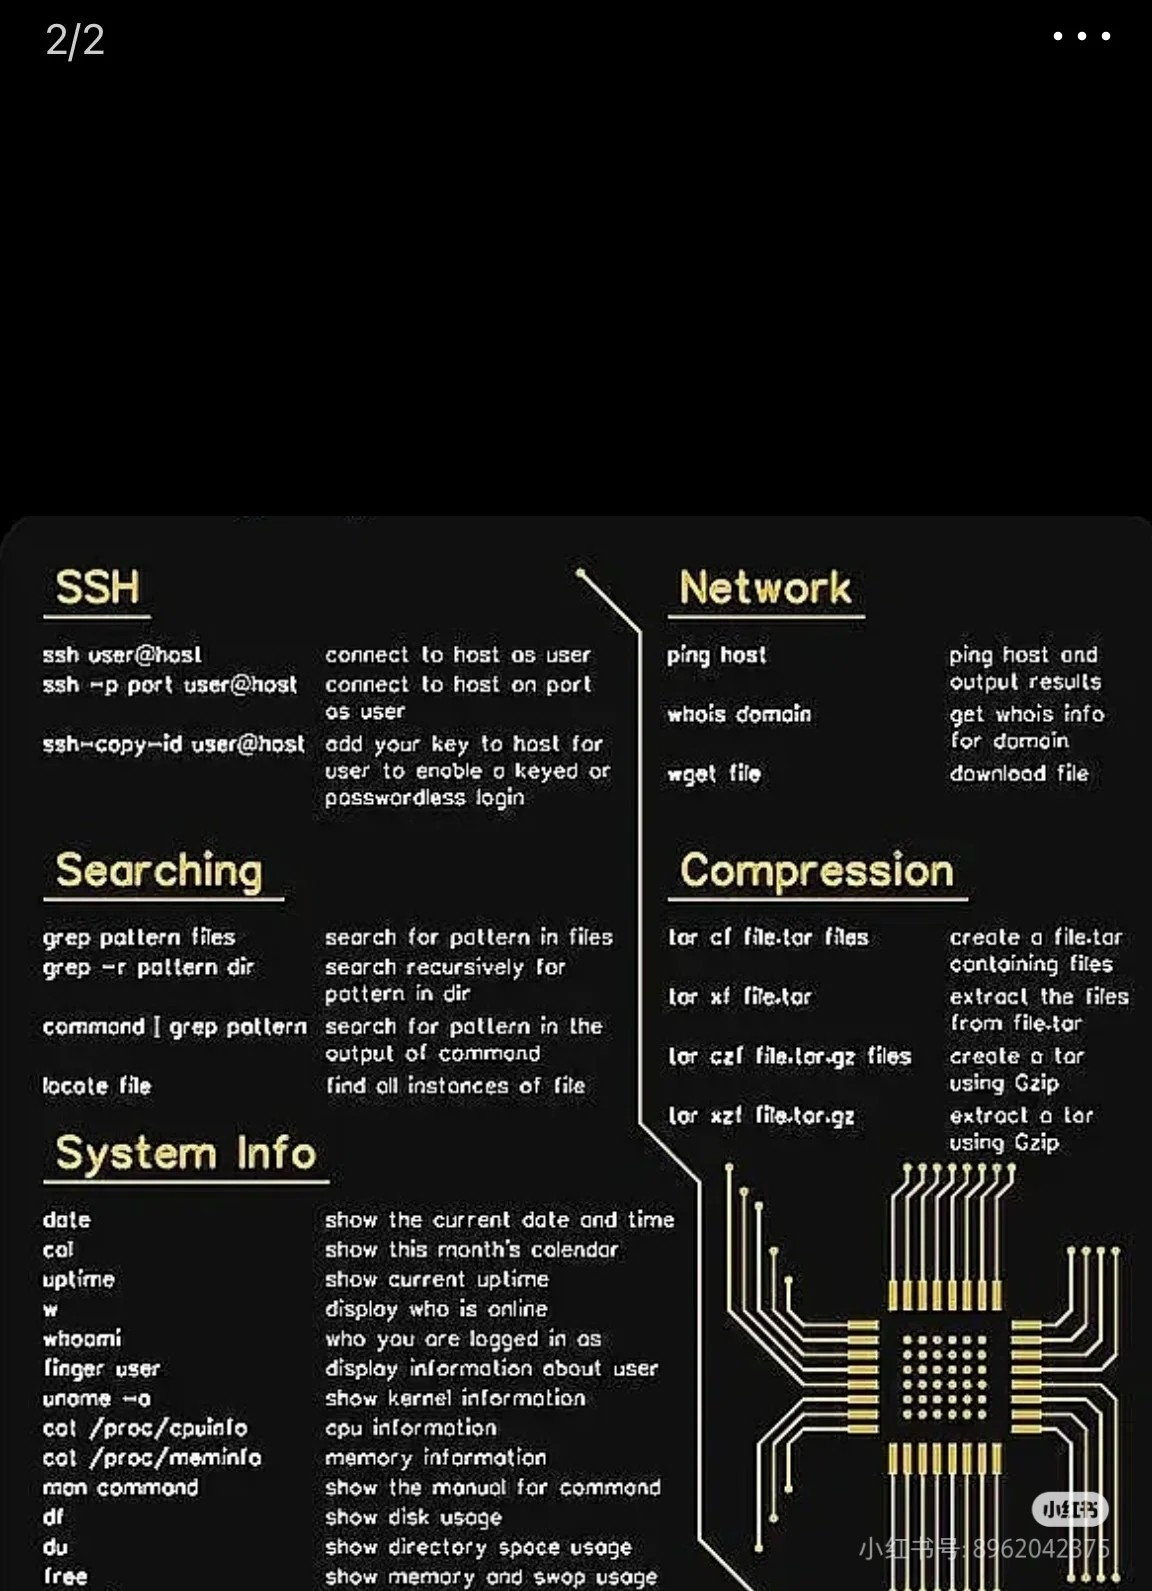 2/2
SSH
ssh user@host
connect to host as user
ssh -p port user@host
connect to host on port
as user
ssh-copy-id user@host
add your key to host for
user to enable a keyed or
passwordless login
Network
ping host
ping host and
output results
whois domain
get whois info
for domain
wget file
download file
Searching
grep pattern files
search for pattern in files
grep -r pattern dir
search recursively for
pattern in dir
command | grep pattern
search for pattern in the
output of command
locate file
find all instances of file
Compression
tar cf file.tar files
create a file.tar
containing files
tar xf file.tar
extract the files
from file.tar
tar czf file.tar.gz files
create a tar
using Gzip
tar xzf file.tar.gz
extract a tar
using Gzip
System Info
date
show the current date and time
cal
show this month's calendar
uptime
show current uptime
w
display who is online
whoami
who you are logged in as
finger user
display information about user
uname -a
show kernel information
cat /proc/cpuinfo
cpu information
cat /proc/meminfo
memory information
man command
show the manual for command
df
show disk usage
du
show directory space usage
free
show memory and swap usage
小红书
小红书号:8962042375